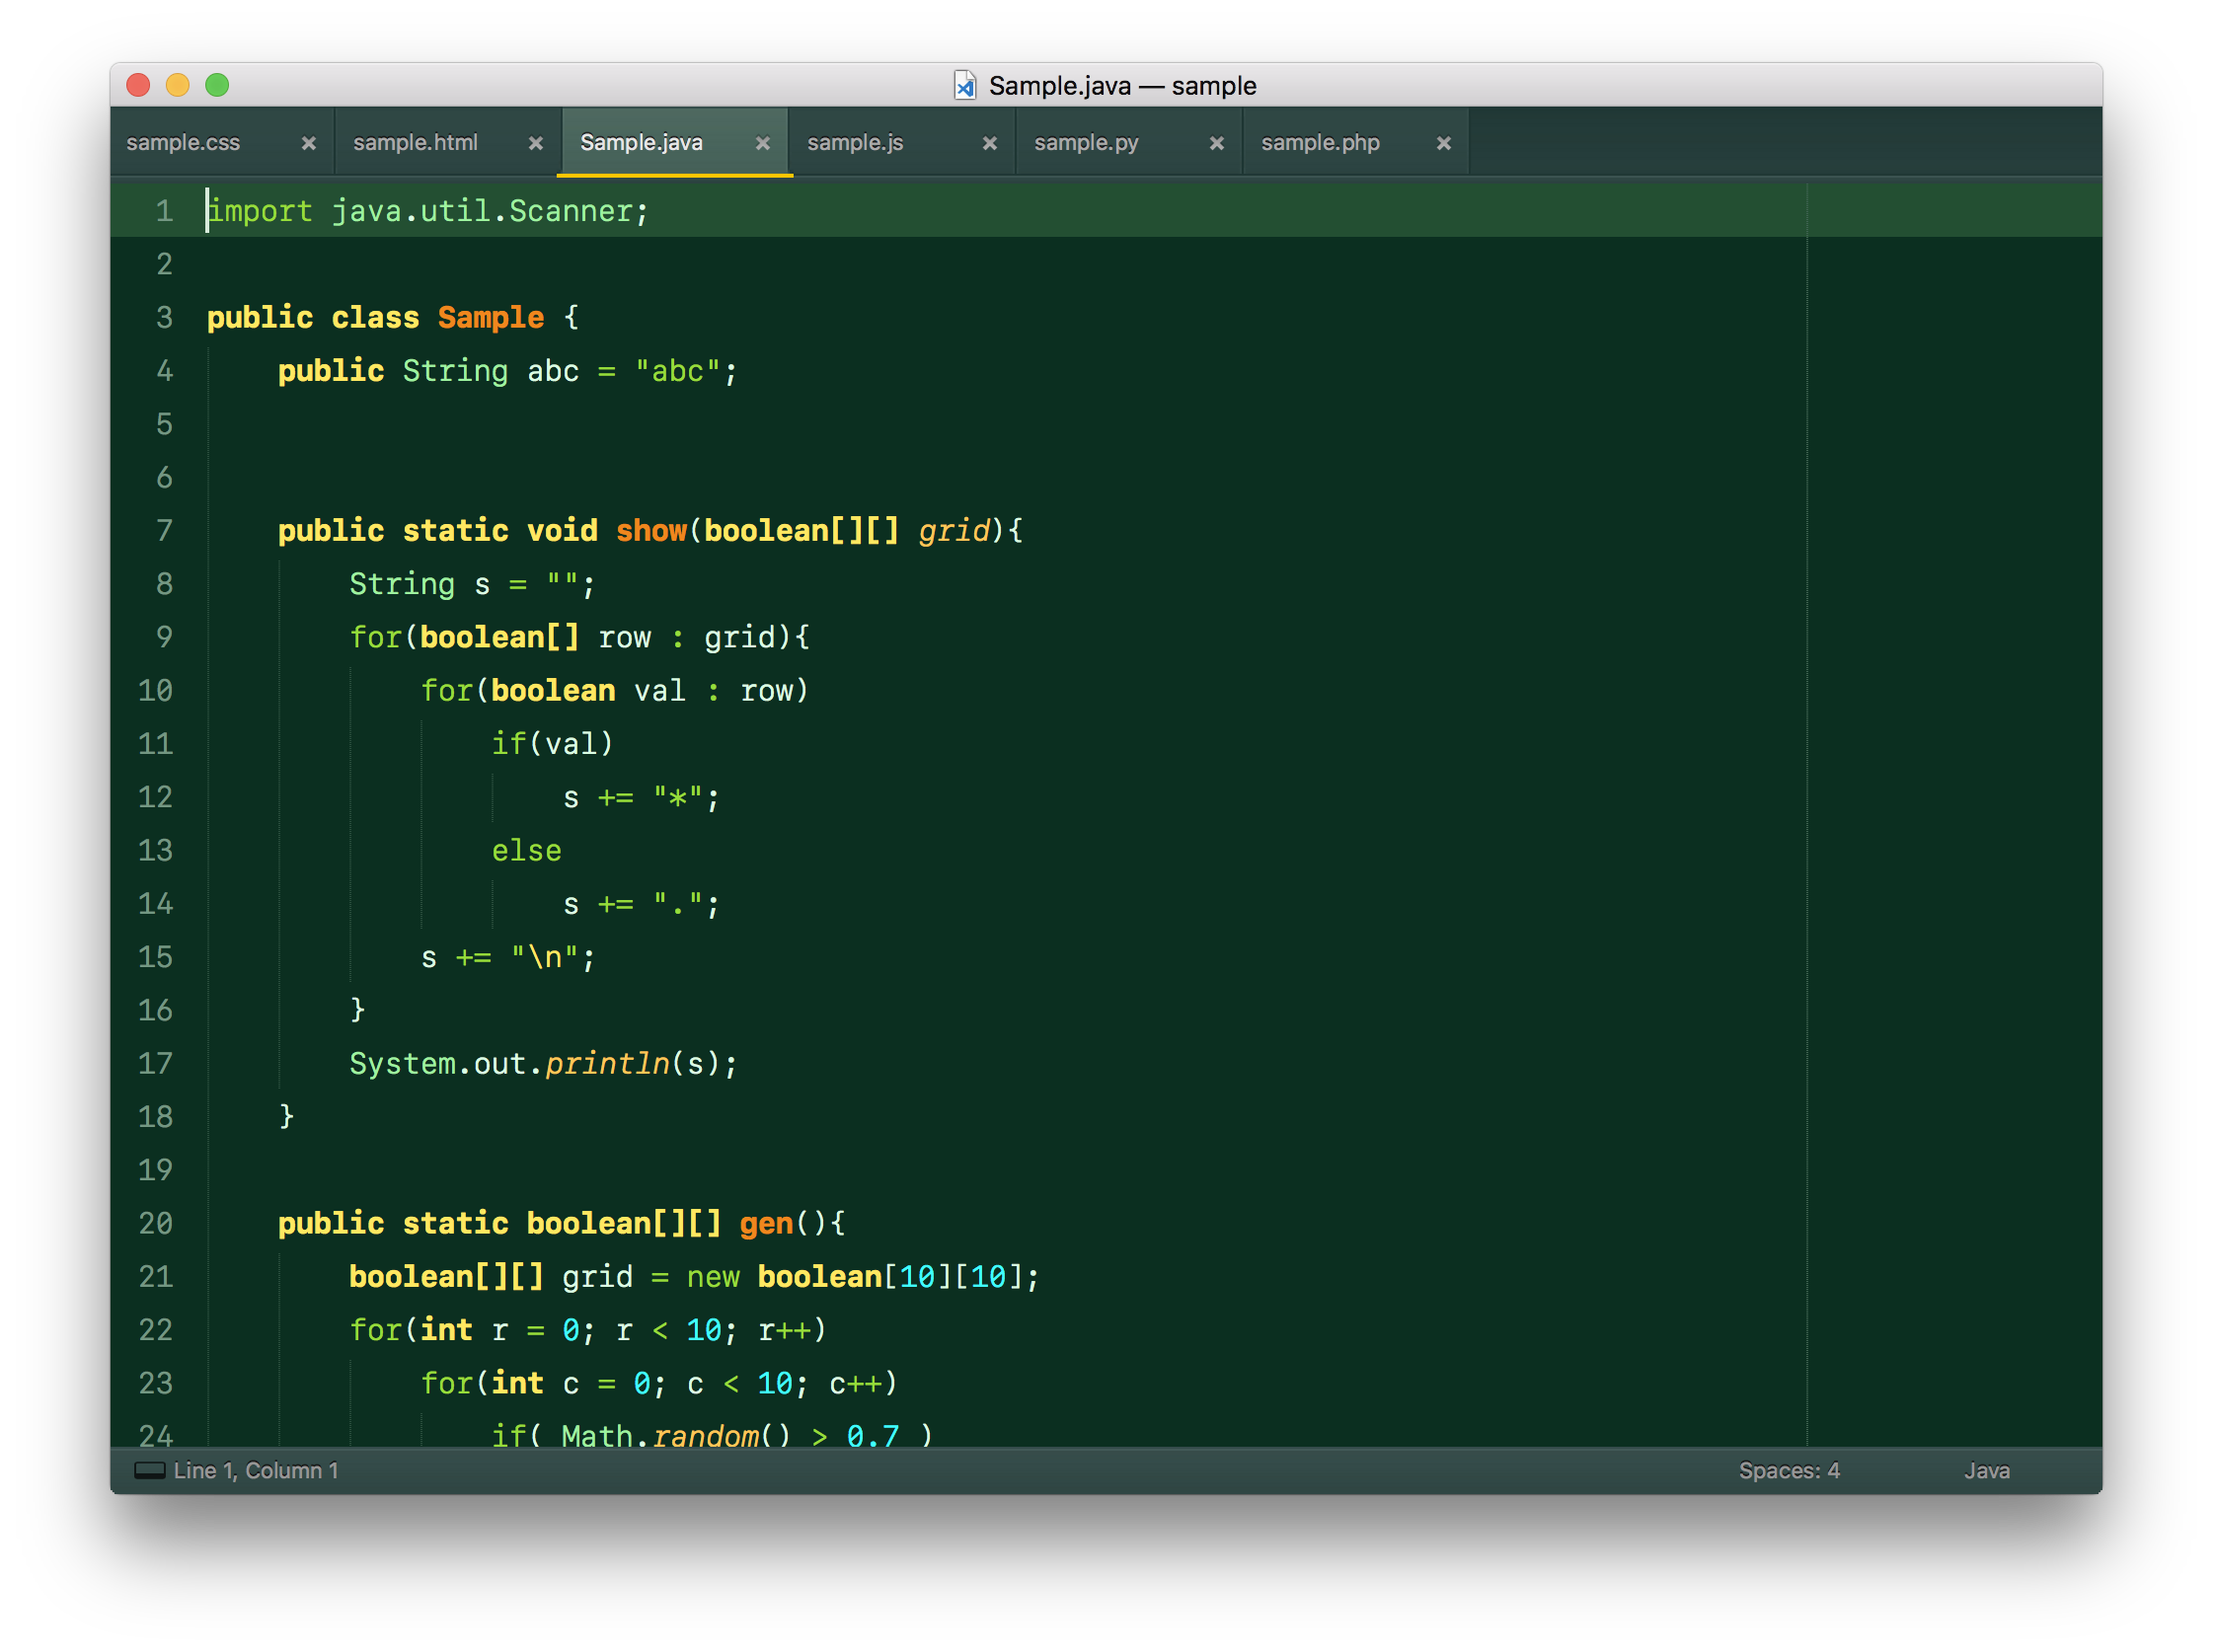 Sample.java — sample
sample.css × sample.html × Sample.java × sample.js × sample.py × sample.php ×
1 import java.util.Scanner;
2
3 public class Sample {
4     public String abc = "abc";
5
6
7     public static void show(boolean[][] grid){
8         String s = "";
9         for(boolean[] row : grid){
10             for(boolean val : row)
11                 if(val)
12                     s += "*";
13                 else
14                     s += ".";
15             s += "\n";
16         }
17         System.out.println(s);
18     }
19
20     public static boolean[][] gen(){
21         boolean[][] grid = new boolean[10][10];
22         for(int r = 0; r < 10; r++)
23             for(int c = 0; c < 10; c++)
24                 if( Math.random() > 0.7 )
Line 1, Column 1 Spaces: 4 Java